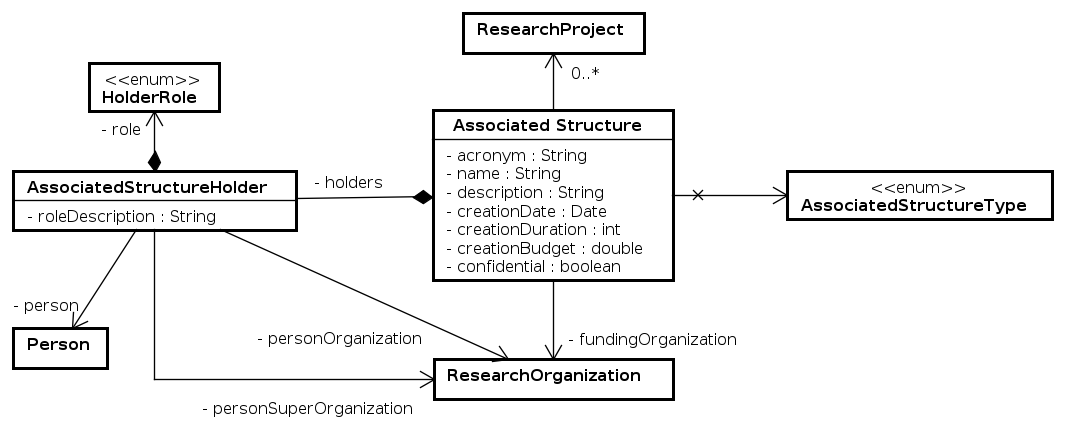 ResearchProject
0..*
<<enum>>
HolderRole
- role
Associated Structure
- acronym : String
- name : String
- description : String
- creationDate : Date
- creationDuration : int
- creationBudget : double
- confidential : boolean
- holders
AssociatedStructureHolder
- roleDescription : String
<<enum>>
AssociatedStructureType
- person
Person
- personOrganization
- fundingOrganization
ResearchOrganization
- personSuperOrganization